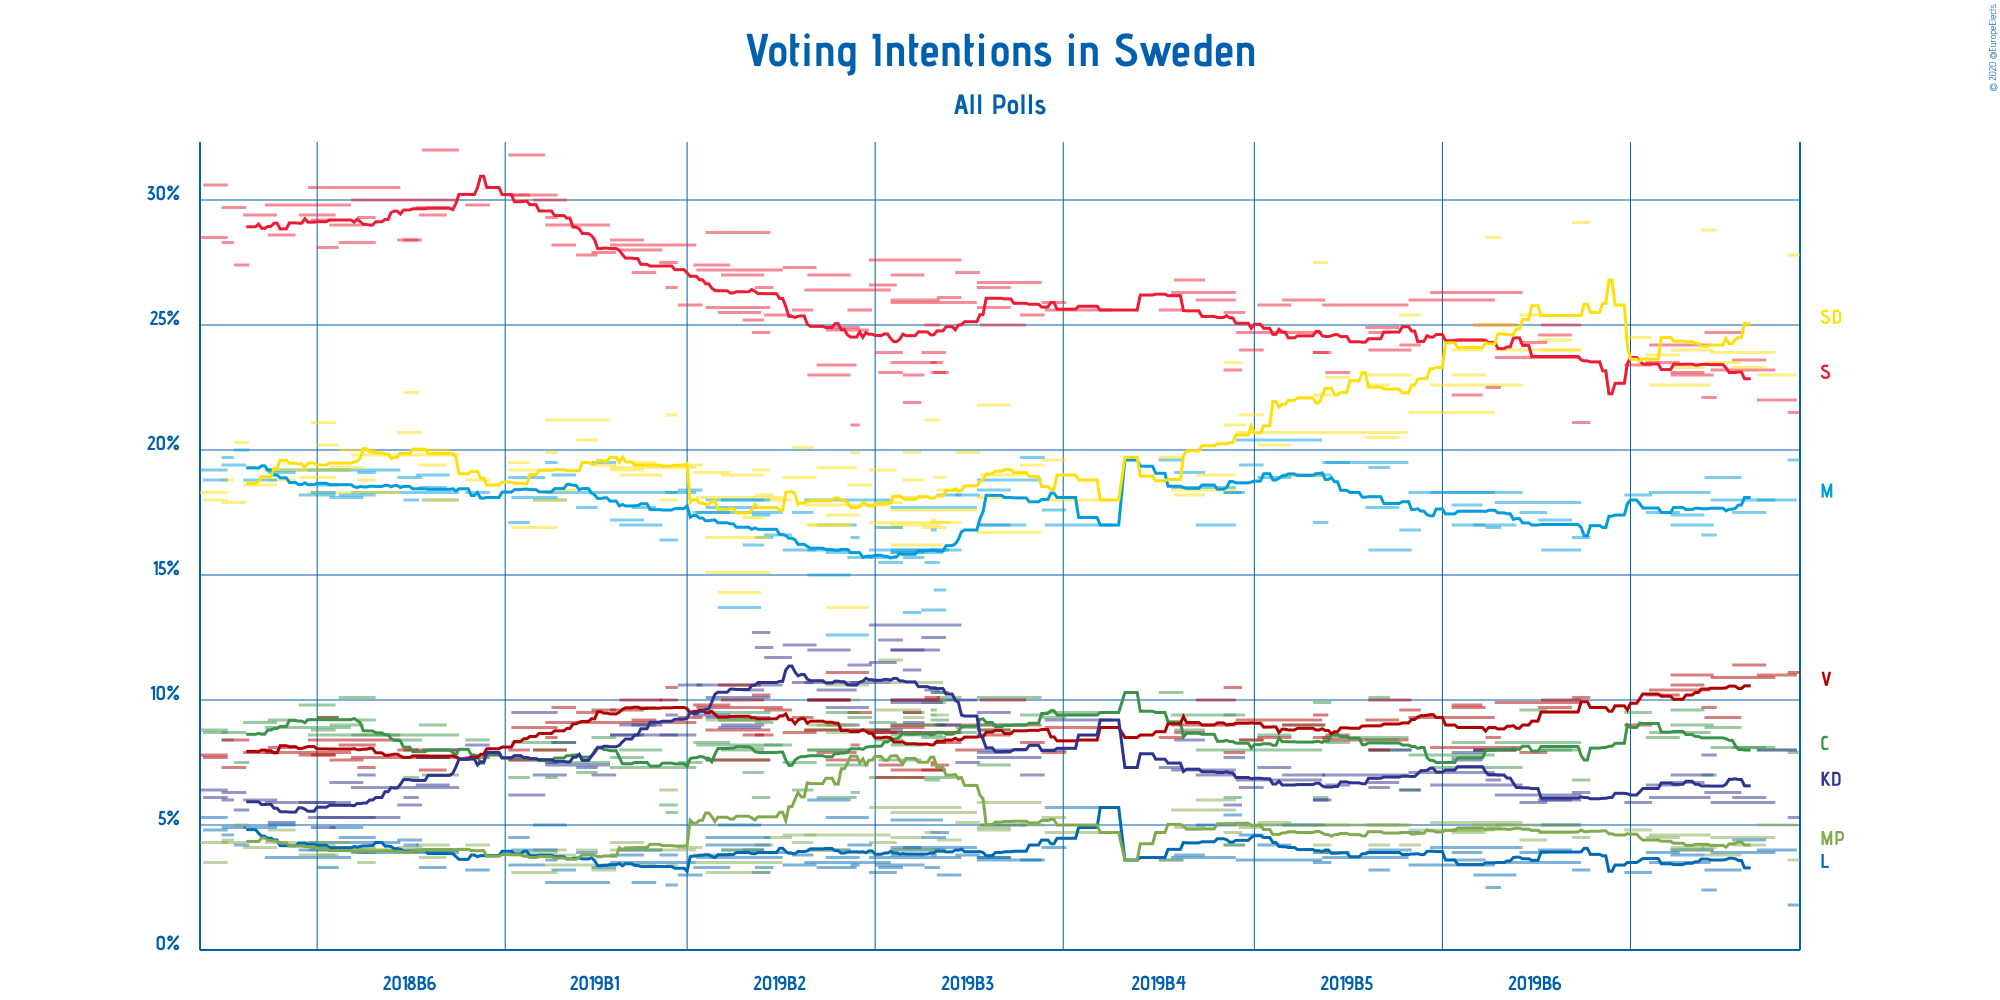 © 2020 @EuropeElects
Voting Intentions in Sweden
All Polls
30%
25%
20%
15%
10%
5%
0%
SD
S
M
V
C
KD
MP
L
2018B6 2019B1 2019B2 2019B3 2019B4 2019B5 2019B6